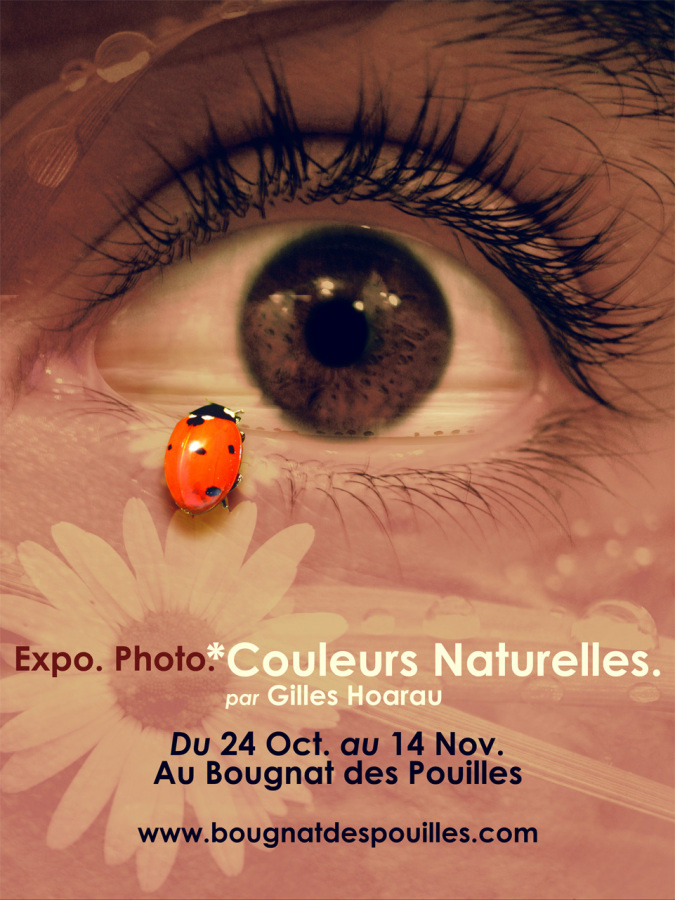 Expo. Photo.*Couleurs Naturelles.
par Gilles Hoarau
Du 24 Oct. au 14 Nov.
Au Bougnat des Pouilles
www.bougnatdespouilles.com